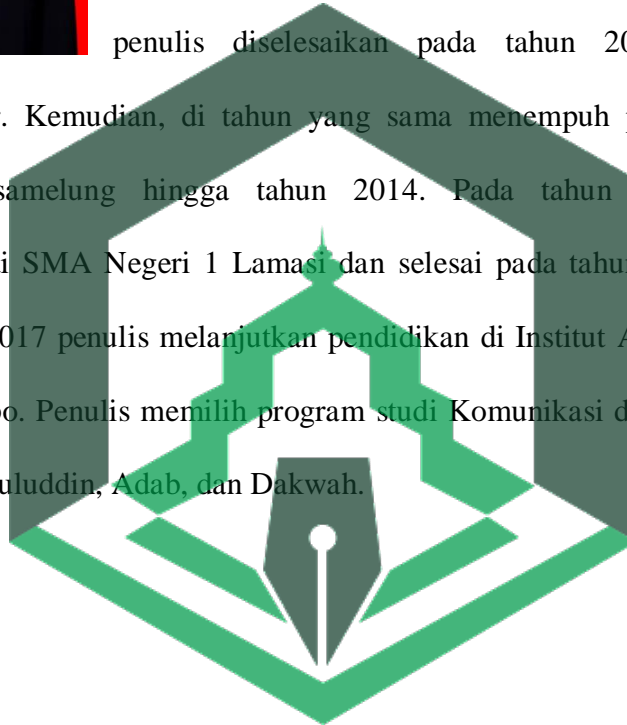 penulis diselesaikan pada tahun 20
. Kemudian, di tahun yang sama menempuh p
samelung hingga tahun 2014. Pada tahun
i SMA Negeri 1 Lamasi dan selesai pada tahun
017 penulis melanjutkan pendidikan di Institut A
o. Penulis memilih program studi Komunikasi d
uluddin, Adab, dan Dakwah.